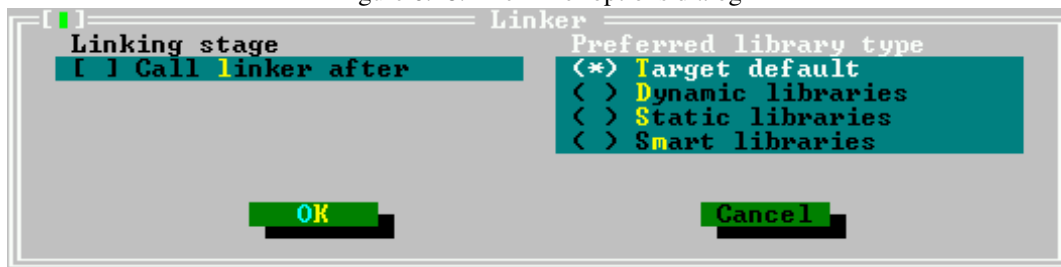 Linker
Linking stage
[ ] Call linker after
Preferred library type
(*) Target default
( ) Dynamic libraries
( ) Static libraries
( ) Smart libraries
OK
Cancel